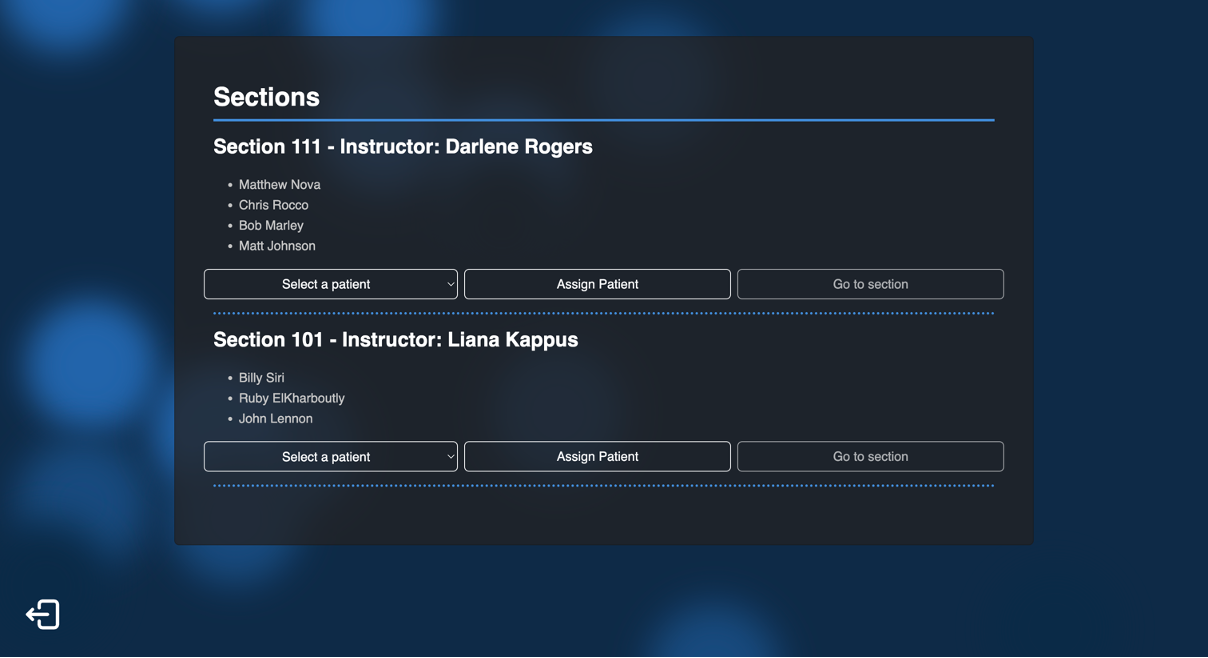 Sections
Section 111 - Instructor: Darlene Rogers
Matthew Nova
Chris Rocco
Bob Marley
Matt Johnson
Select a patient Assign Patient Go to section
Section 101 - Instructor: Liana Kappus
Billy Siri
Ruby ElKharboutly
John Lennon
Select a patient Assign Patient Go to section